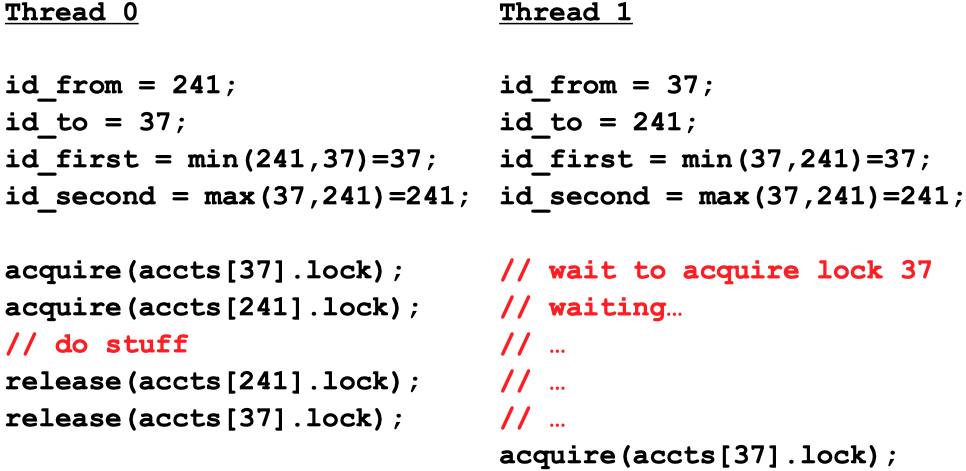 Thread 0
id_from = 241;
id_to = 37;
id_first = min(241,37)=37;
id_second = max(37,241)=241;
acquire(accts[37].lock);
acquire(accts[241].lock);
// do stuff
release(accts[241].lock);
release(accts[37].lock);
Thread 1
id_from = 37;
id_to = 241;
id_first = min(37,241)=37;
id_second = max(37,241)=241;
// wait to acquire lock 37
// waiting…
// …
// …
// …
acquire(accts[37].lock);